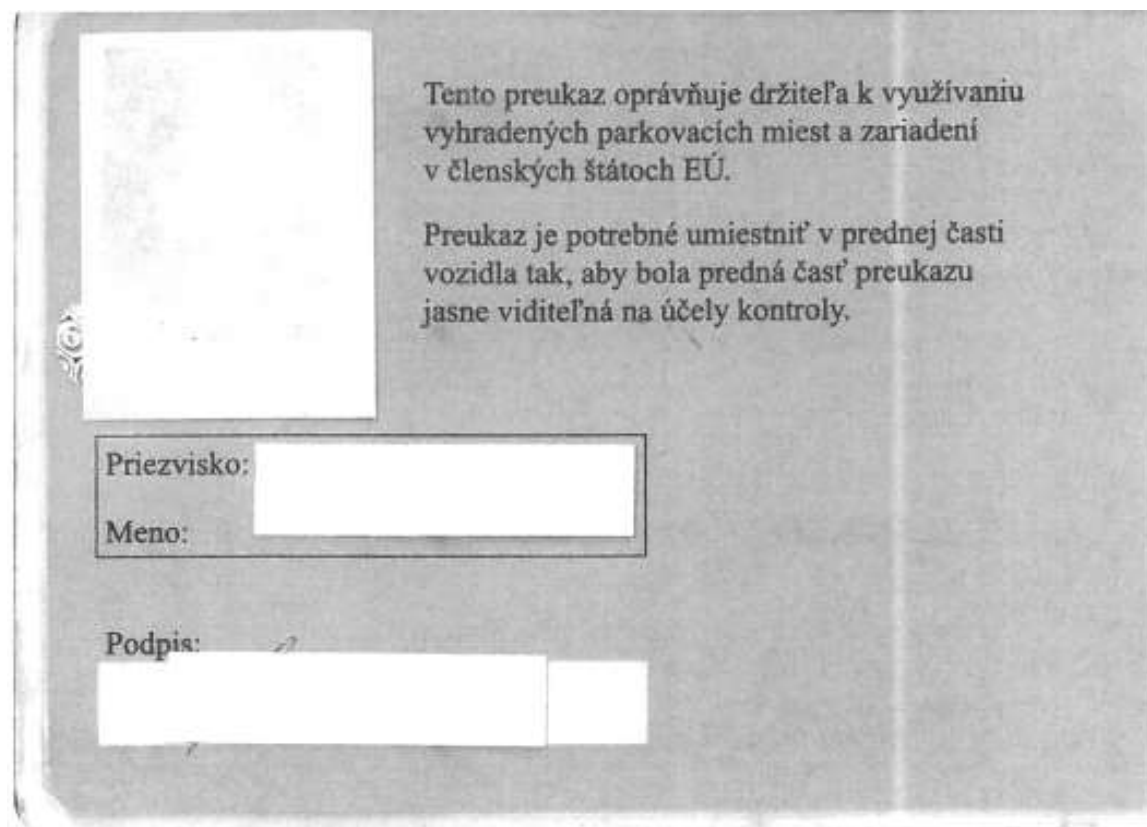 Tento preukaz oprávňuje držiteľa k využívaniu
vyhradených parkovacích miest a zariadení
v členských štátoch EÚ.
Preukaz je potrebné umiestniť v prednej časti
vozidla tak, aby bola predná časť preukazu
jasne viditeľná na účely kontroly.
Priezvisko:
Meno:
Podpis: